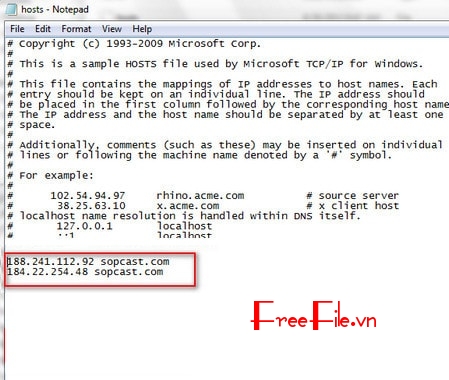 hosts - Notepad
File Edit Format View Help
# Copyright (c) 1993-2009 Microsoft Corp.
#
# This is a sample HOSTS file used by Microsoft TCP/IP for Windows.
#
# This file contains the mappings of IP addresses to host names. Each
# entry should be kept on an individual line. The IP address should
# be placed in the first column followed by the corresponding host name
# The IP address and the host name should be separated by at least one
# space.
#
# Additionally, comments (such as these) may be inserted on individual
# lines or following the machine name denoted by a '#' symbol.
#
# For example:
#
# 102.54.94.97 rhino.acme.com # source server
# 38.25.63.10 x.acme.com # x client host
# localhost name resolution is handled within DNS itself.
# 127.0.0.1 localhost
# ::1 localhost
188.241.112.92 sopcast.com
184.22.254.48 sopcast.com
FreeFile.vn